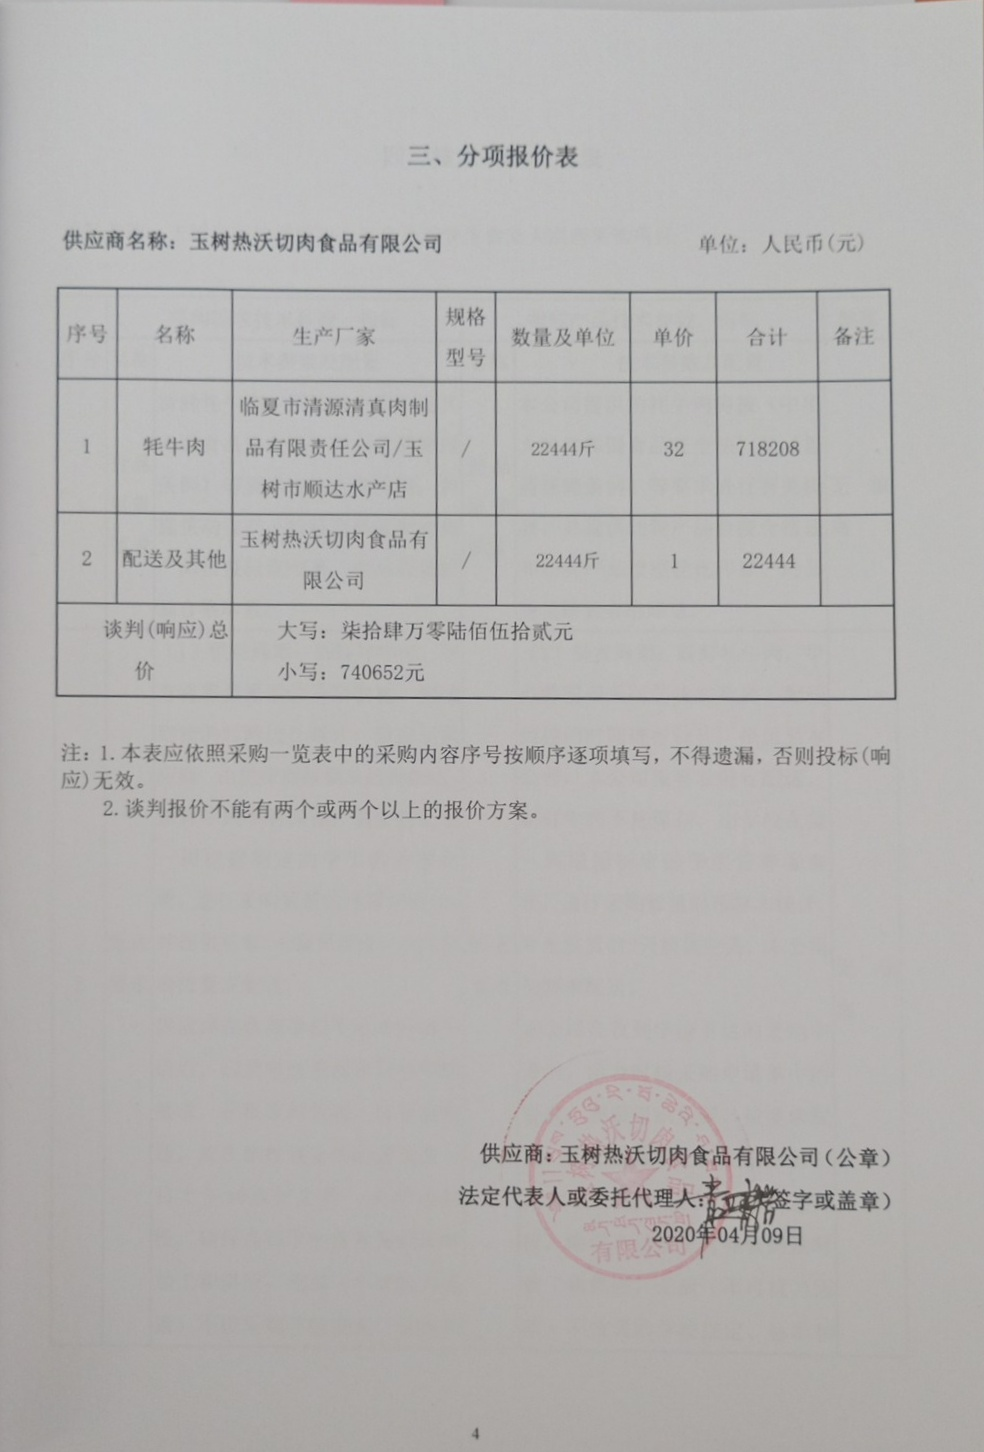 三、分项报价表
供应商名称：玉树热沃切肉食品有限公司 单位：人民币(元)
序号 名称 生产厂家 规格型号 数量及单位 单价 合计 备注
1 牦牛肉 临夏市清源清真肉制品有限责任公司/玉树市顺达水产店 / 22444斤 32 718208
2 配送及其他 玉树热沃切肉食品有限公司 / 22444斤 1 22444
谈判(响应)总价 大写：柒拾肆万零陆佰伍拾贰元
小写：740652元
注：1.本表应依照采购一览表中的采购内容序号按顺序逐项填写，不得遗漏，否则投标(响
应)无效。
2.谈判报价不能有两个或两个以上的报价方案。
供应商：玉树热沃切肉食品有限公司（公章）
法定代表人或委托代理人：签字或盖章）
2020年04月09日
有限公司
4